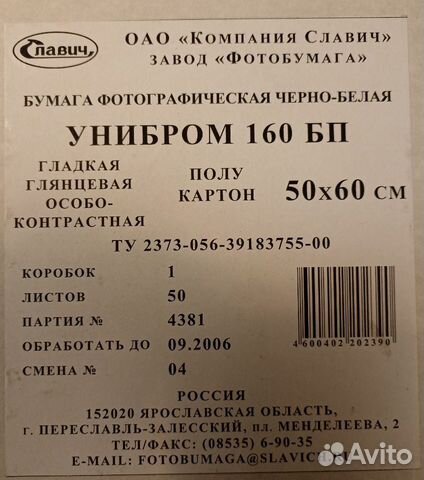 Славич
ОАО «Компания Славич»
завод «Фотобумага»
БУМАГА ФОТОГРАФИЧЕСКАЯ ЧЕРНО-БЕЛАЯ
УНИБРОМ 160 БП
ГЛАДКАЯ
ГЛЯНЦЕВАЯ
ОСОБО-
КОНТРАСТНАЯ
ПОЛУ
КАРТОН
50х60 СМ
ТУ 2373-056-39183755-00
КОРОБОК 1
ЛИСТОВ 50
ПАРТИЯ № 4381
ОБРАБОТАТЬ ДО 09.2006
СМЕНА № 04
4600402202390
РОССИЯ
152020 ЯРОСЛАВСКАЯ ОБЛАСТЬ,
г. ПЕРЕСЛАВЛЬ-ЗАЛЕССКИЙ, пл. МЕНДЕЛЕЕВА, 2
ТЕЛ/ФАКС: (08535) 6-90-35
E-MAIL: FOTOBUMAGA@SLAVICH.
Avito